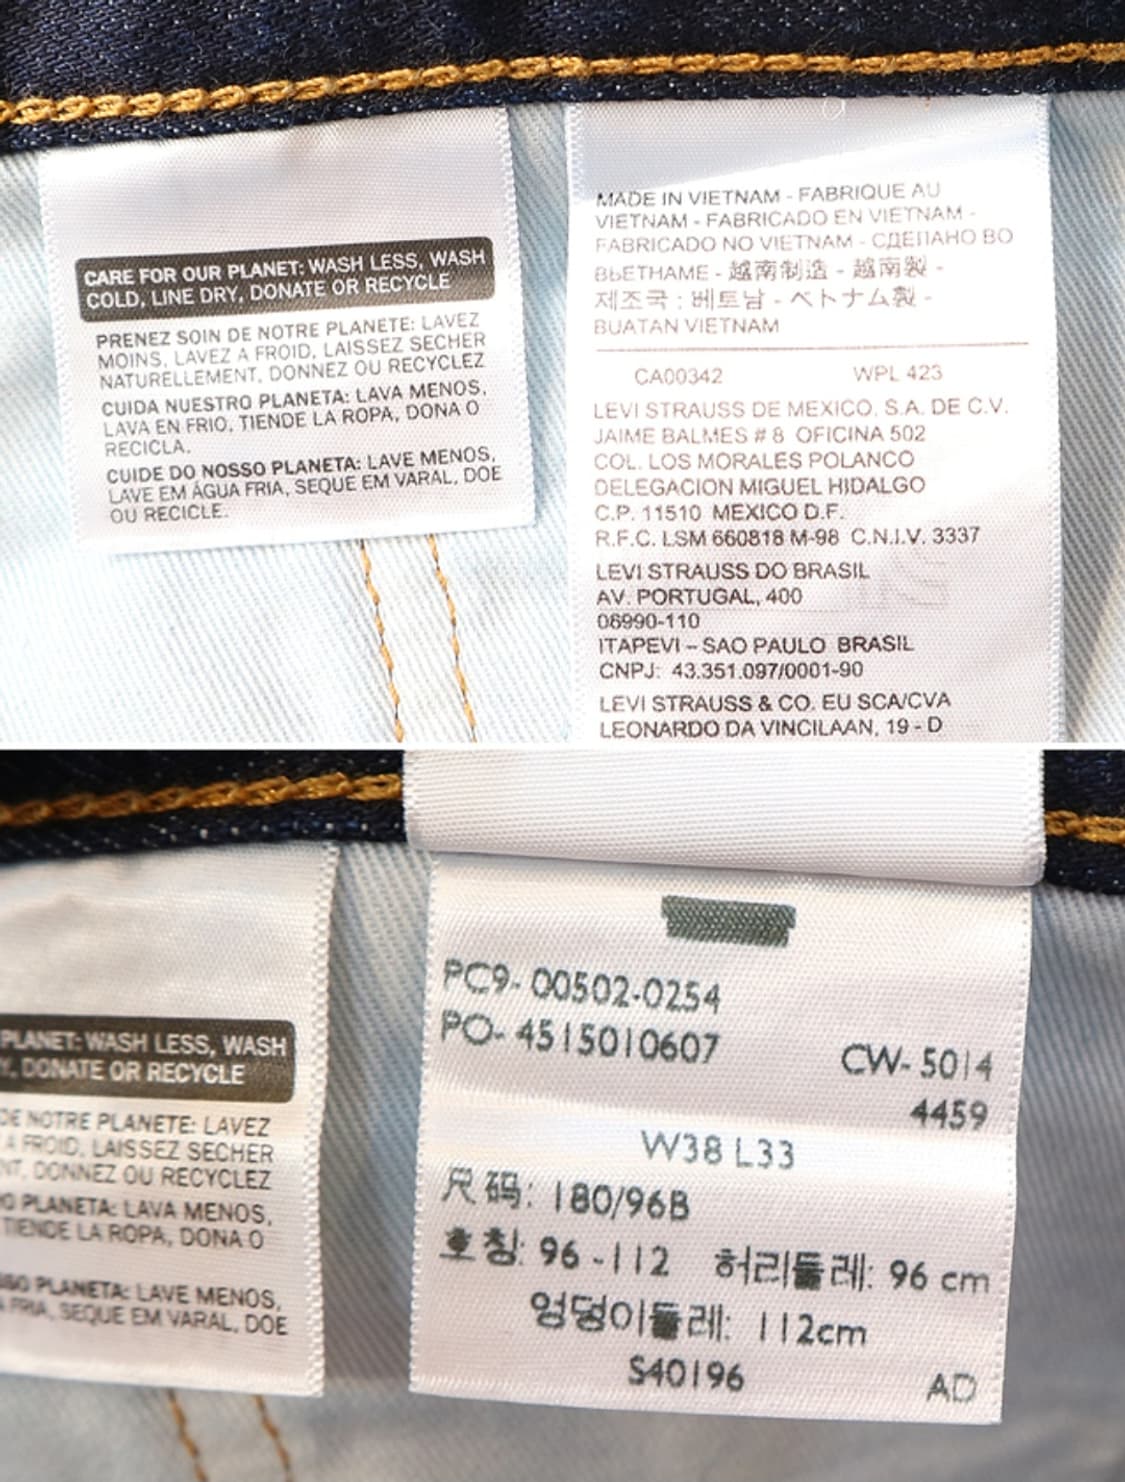 CARE FOR OUR PLANET: WASH LESS, WASH
COLD, LINE DRY, DONATE OR RECYCLE
PRENEZ SOIN DE NOTRE PLANETE: LAVEZ
MOINS, LAVEZ A FROID, LAISSEZ SECHER
NATURELLEMENT, DONNEZ OU RECYCLEZ
CUIDA NUESTRO PLANETA: LAVA MENOS,
LAVA EN FRIO, TIENDE LA ROPA, DONA O
RECICLA.
CUIDE DO NOSSO PLANETA: LAVE MENOS,
LAVE EM ÁGUA FRIA, SEQUE EM VARAL, DOE
OU RECICLE.
MADE IN VIETNAM - FABRIQUE AU
VIETNAM - FABRICADO EN VIETNAM -
FABRICADO NO VIETNAM - СДЕПАНО ВО
ВЬЕТНАМЕ - 越南制造 - 越南製 -
제조국 : 베트남 - ベトナム製 -
BUATAN VIETNAM
CA00342 WPL 423
LEVI STRAUSS DE MEXICO, S.A. DE C.V.
JAIME BALMES # 8 OFICINA 502
COL. LOS MORALES POLANCO
DELEGACION MIGUEL HIDALGO
C.P. 11510 MEXICO D.F.
R.F.C. LSM 660818 M-98 C.N.I.V. 3337
LEVI STRAUSS DO BRASIL
AV. PORTUGAL, 400
06990-110
ITAPEVI – SAO PAULO BRASIL
CNPJ: 43.351.097/0001-90
LEVI STRAUSS & CO. EU SCA/CVA
LEONARDO DA VINCILAAN, 19 - D
PLANET: WASH LESS, WASH
Y, DONATE OR RECYCLE
DE NOTRE PLANETE: LAVEZ
A FROID, LAISSEZ SECHER
NT, DONNEZ OU RECYCLEZ
O PLANETA: LAVA MENOS,
TIENDE LA ROPA, DONA O
SSO PLANETA: LAVE MENOS,
A FRIA, SEQUE EM VARAL, DOE
PC9- 00502-0254
PO- 4515010607
CW- 5014
4459
W38 L33
尺码: 180/96B
호칭: 96 -112 허리둘레: 96 cm
엉덩이둘레: 112cm
S40196 AD